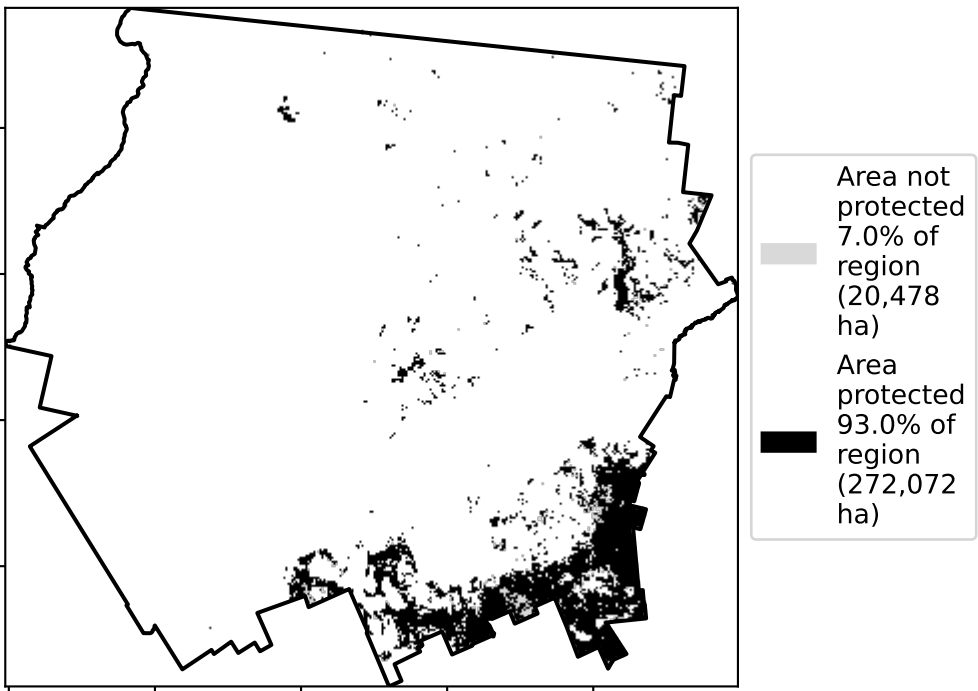 Area not
protected
7.0% of
region
(20,478
ha)
Area
protected
93.0% of
region
(272,072
ha)